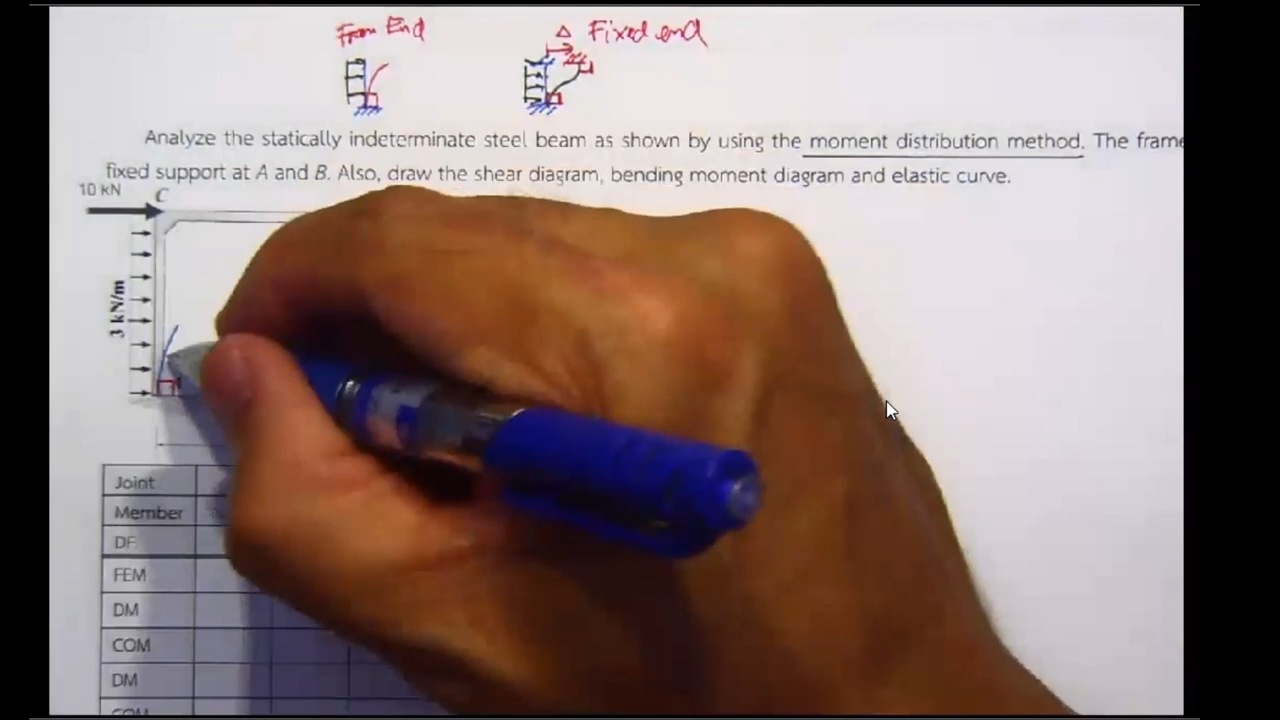 From End
Δ Fixed end
Analyze the statically indeterminate steel beam as shown by using the moment distribution method. The frame
fixed support at A and B. Also, draw the shear diagram, bending moment diagram and elastic curve.
10 kN
C
3 kN/m
Joint
Member
DF
FEM
DM
COM
DM
COM